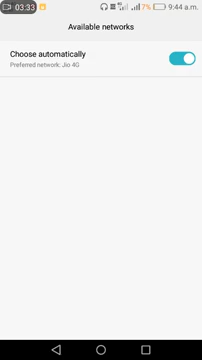 03:33 7% 9:44 a.m.
Available networks
Choose automatically
Preferred network: Jio 4G